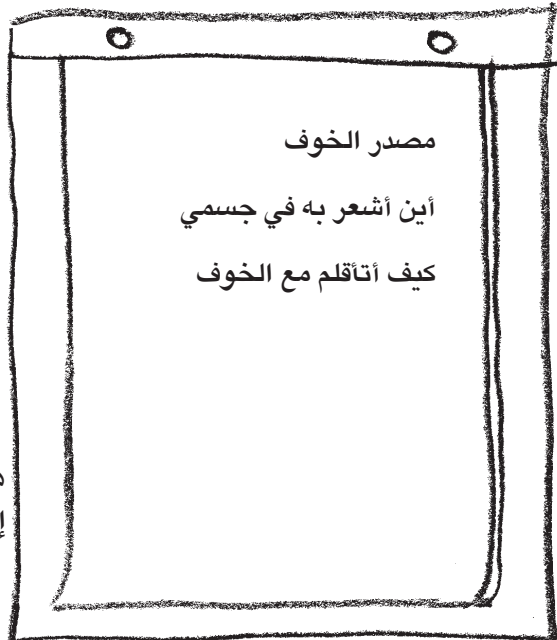 مصدر الخوف
أين أشعر به في جسمي
كيف أتأقلم مع الخوف